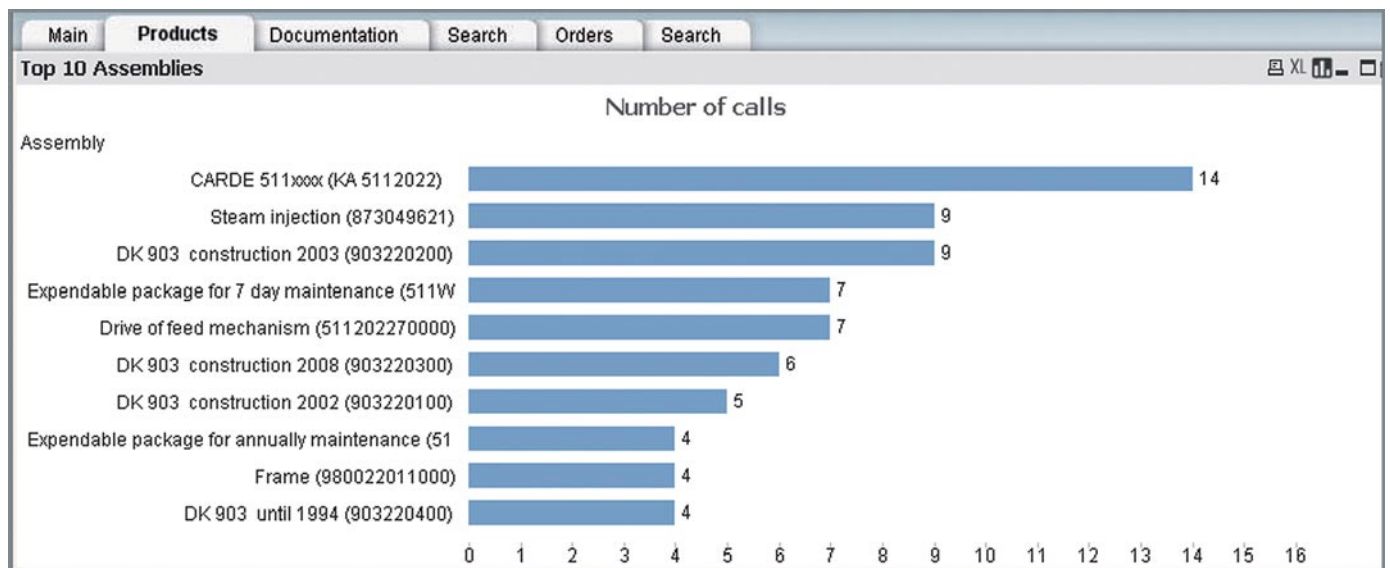 Main Products Documentation Search Orders Search
Top 10 Assemblies XL
Number of calls
Assembly
CARDE 511xxxx (KA 5112022) 14
Steam injection (873049621) 9
DK 903 construction 2003 (903220200) 9
Expendable package for 7 day maintenance (511W 7
Drive of feed mechanism (511202270000) 7
DK 903 construction 2008 (903220300) 6
DK 903 construction 2002 (903220100) 5
Expendable package for annually maintenance (51 4
Frame (980022011000) 4
DK 903 until 1994 (903220400) 4
0 1 2 3 4 5 6 7 8 9 10 11 12 13 14 15 16